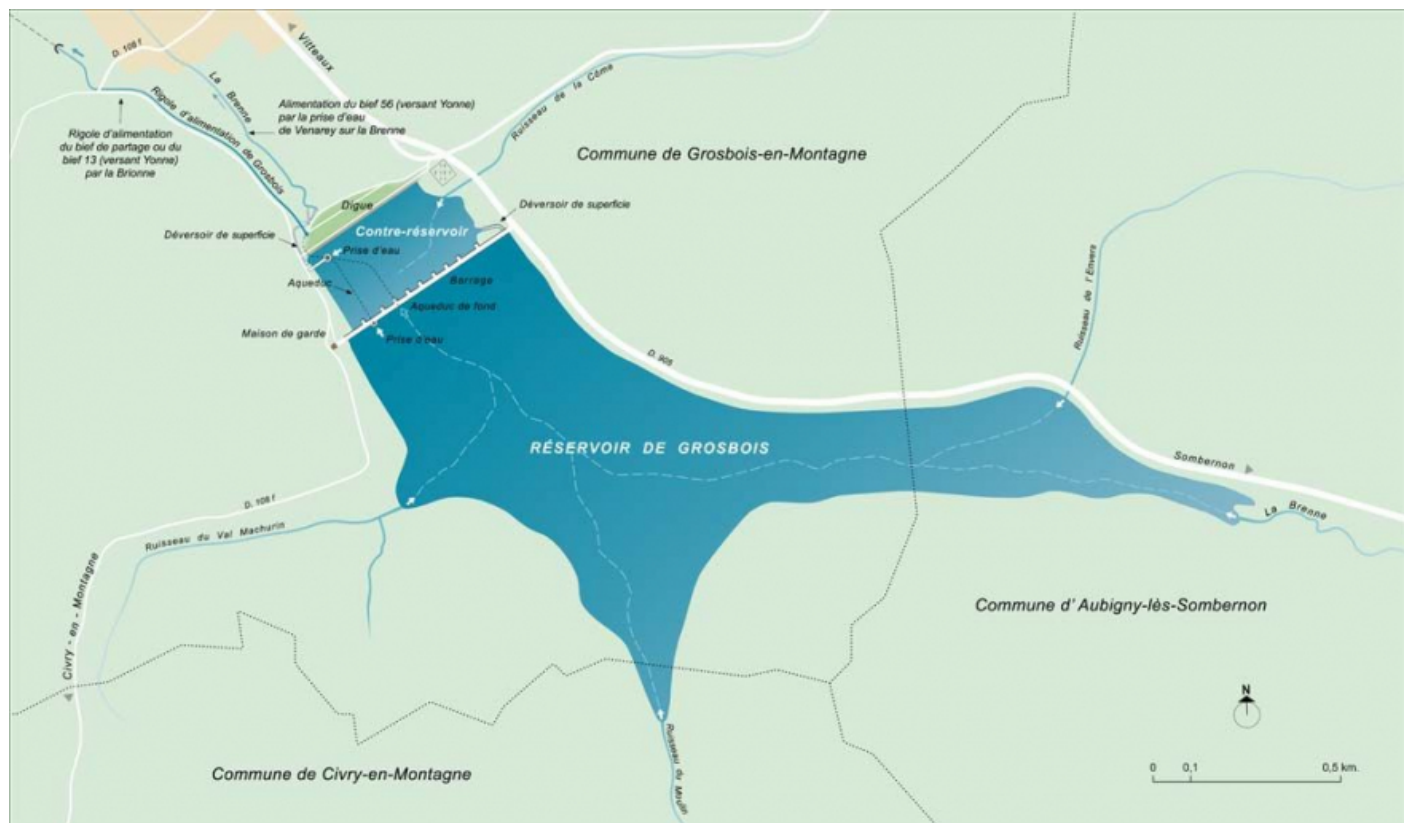 D. 108 f
Vitteaux
La Brenne
Ruisseau de la Côme
Rigole d'alimentation de Grosbois
Alimentation du bief 56 (versant Yonne)
par la prise d'eau
de Venarey sur la Brenne
Rigole d'alimentation
du bief de partage ou du
bief 13 (versant Yonne)
par la Brionne
Commune de Grosbois-en-Montagne
Digue
Déversoir de superficie
Contre-réservoir
Déversoir de superficie
Prise d'eau
Aqueduc
Barrage
Aqueduc de fond
Maison de garde
Prise d'eau
Ruisseau de l'Envers
D. 905
RÉSERVOIR DE GROSBOIS
Sombernon
La Brenne
D. 108 f
Ruisseau du Val Machurin
Civry - en - Montagne
Commune d' Aubigny-lès-Sombernon
N
Ruisseau du Moulin
Commune de Civry-en-Montagne
0 0,1 0,5 km.